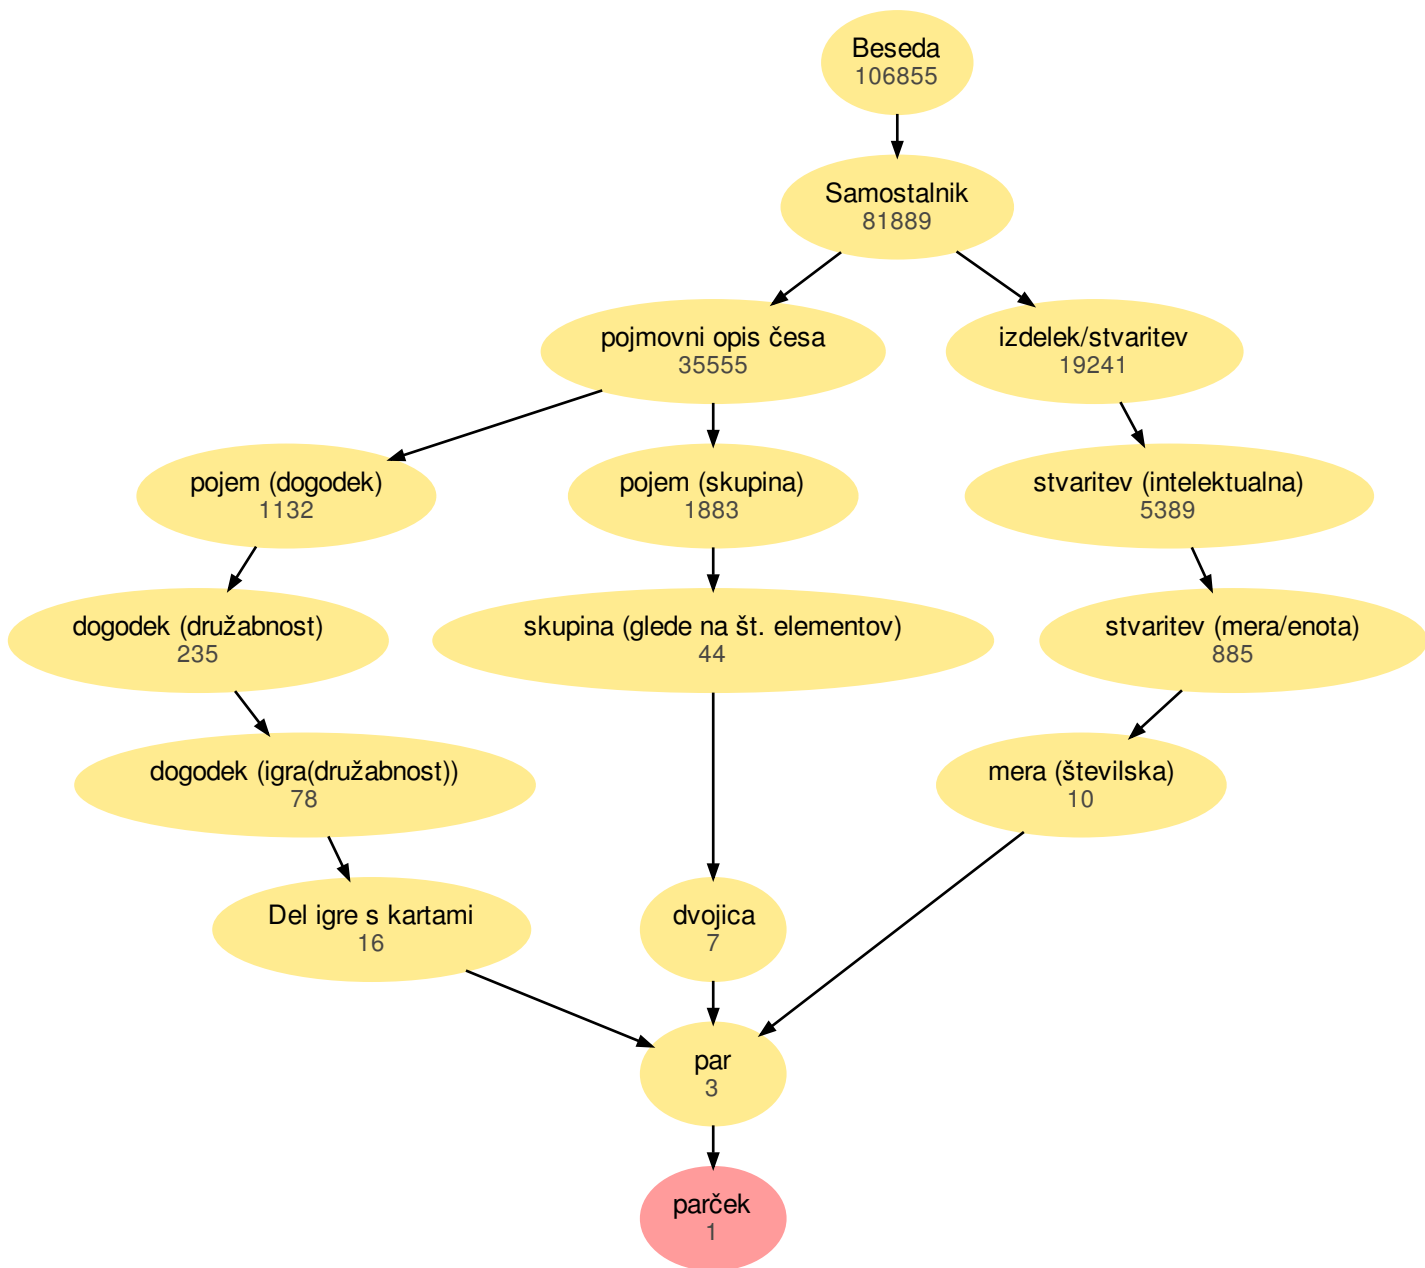 Beseda
106855
Samostalnik
81889
pojmovni opis česa
35555
izdelek/stvaritev
19241
pojem (dogodek)
1132
pojem (skupina)
1883
stvaritev (intelektualna)
5389
dogodek (družabnost)
235
skupina (glede na št. elementov)
44
stvaritev (mera/enota)
885
dogodek (igra(družabnost))
78
mera (številska)
10
Del igre s kartami
16
dvojica
7
par
3
parček
1